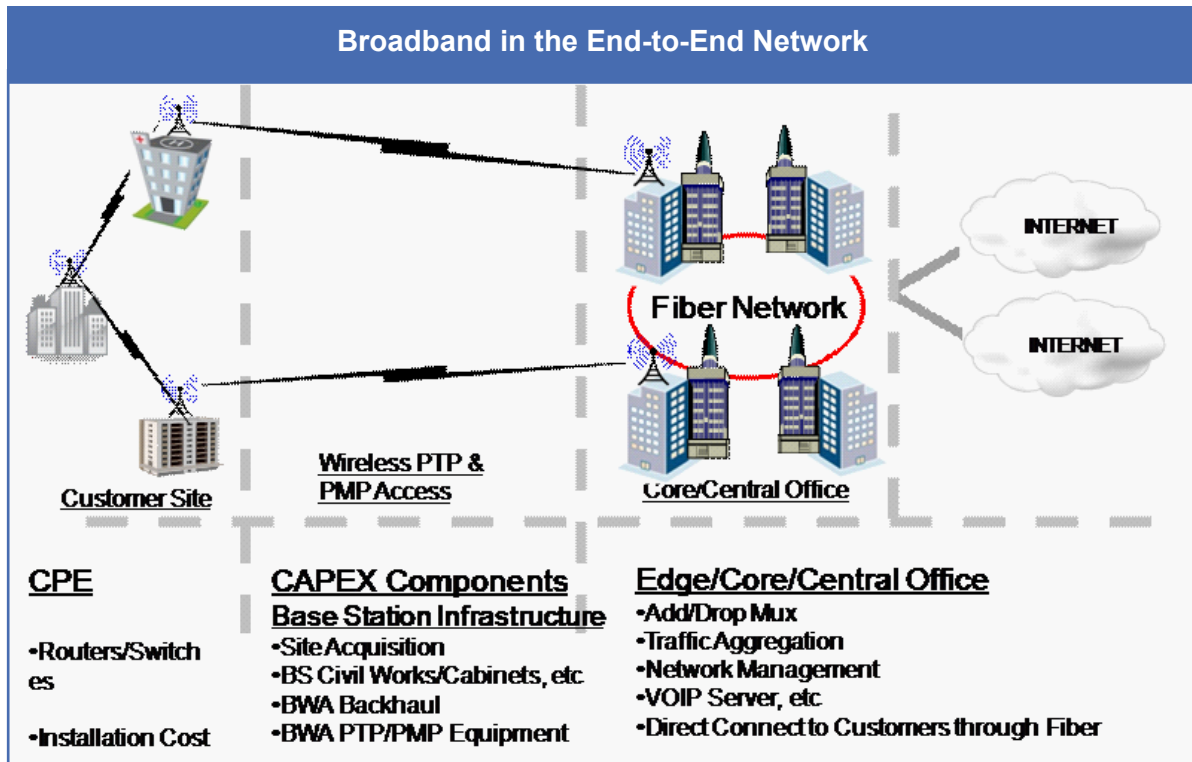 Broadband in the End-to-End Network
INTERNET
Fiber Network
INTERNET
Wireless PTP &
PMP Access
Customer Site
Core/Central Office
CPE
•Routers/Switch
es
•Installation Cost
CAPEX Components
Base Station Infrastructure
•Site Acquisition
•BS Civil Works/Cabinets, etc
•BWA Backhaul
•BWA PTP/PMP Equipment
Edge/Core/Central Office
•Add/Drop Mux
•Traffic Aggregation
•Network Management
•VOIP Server, etc
•Direct Connect to Customers through Fiber